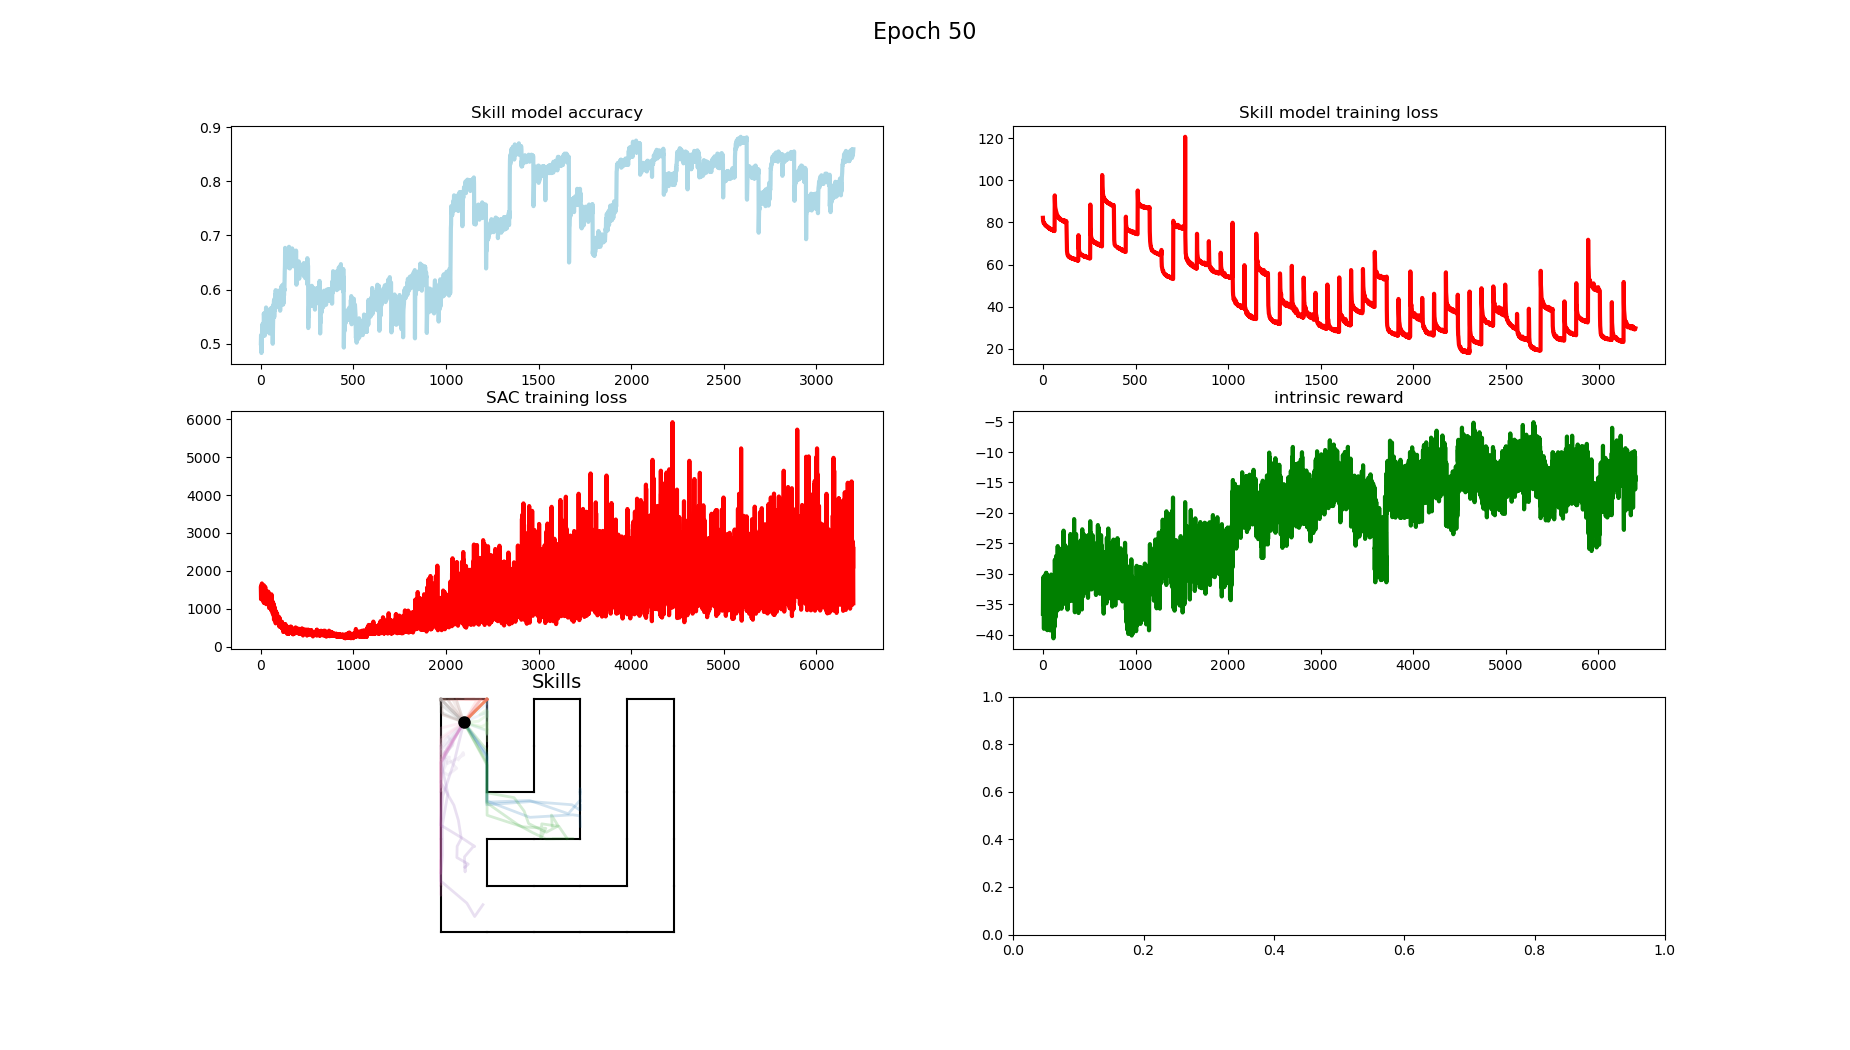 Epoch 50
Skill model accuracy
0.9
0.8
0.7
0.6
0.5
0 500 1000 1500 2000 2500 3000
Skill model training loss
120
100
80
60
40
20
0 500 1000 1500 2000 2500 3000
SAC training loss
6000
5000
4000
3000
2000
1000
0
0 1000 2000 3000 4000 5000 6000
intrinsic reward
−5
−10
−15
−20
−25
−30
−35
−40
0 1000 2000 3000 4000 5000 6000
Skills
1.0
0.8
0.6
0.4
0.2
0.0
0.0 0.2 0.4 0.6 0.8 1.0